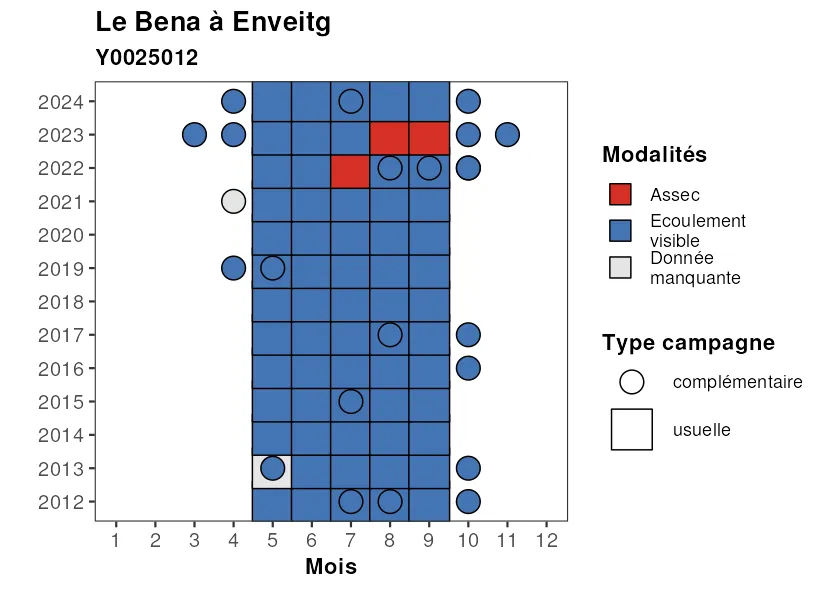 Le Bena à Enveitg
Y0025012
2024
2023
2022
2021
2020
2019
2018
2017
2016
2015
2014
2013
2012
1 2 3 4 5 6 7 8 9 10 11 12
Mois
Modalités
Assec
Ecoulement
visible
Donnée
manquante
Type campagne
complémentaire
usuelle